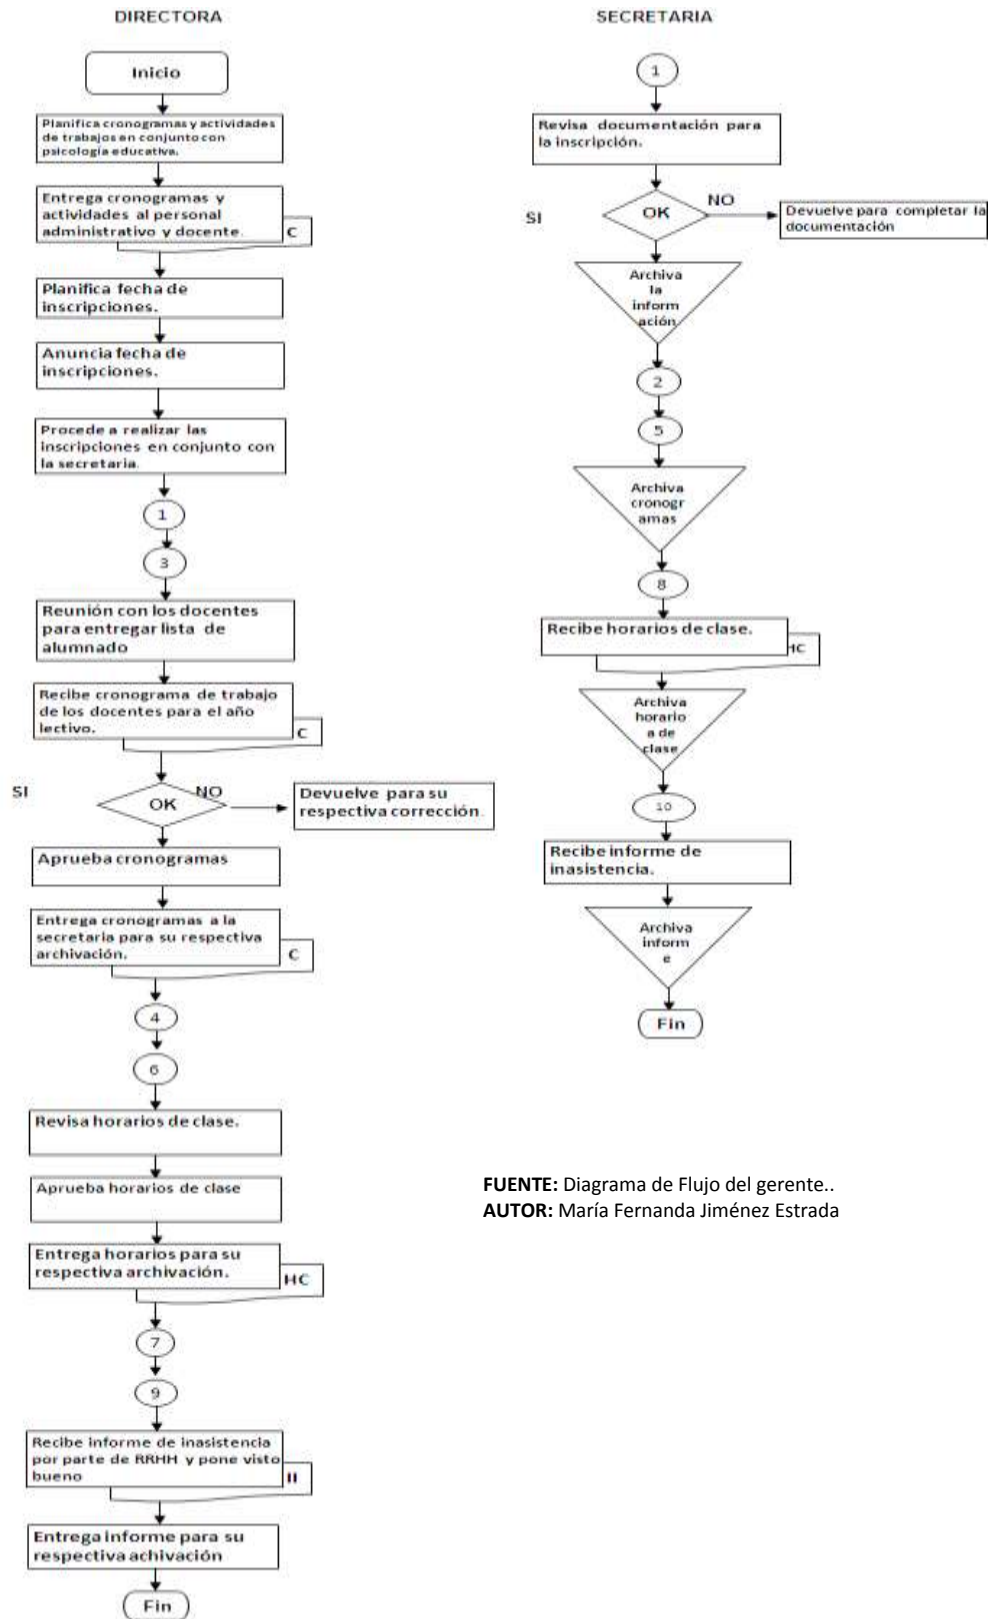 DIRECTORA
Inicio
Planifica cronogramas y actividades
de trabajos en conjunto con
psicología educativa.
Entrega cronogramas y
actividades al personal
administrativo y docente.
C
Planifica fecha de
inscripciones.
Anuncia fecha de
inscripciones.
Procede a realizar las
inscripciones en conjunto con
la secretaria.
1
3
Reunión con los docentes
para entregar lista de
alumnado
Recibe cronograma de trabajo
de los docentes para el año
lectivo.
C
SI
OK
NO
Devuelve para su
respectiva corrección.
Aprueba cronogramas
Entrega cronogramas a la
secretaria para su respectiva
archivación.
C
4
6
Revisa horarios de clase.
Aprueba horarios de clase
Entrega horarios para su
respectiva archivación.
HC
7
9
Recibe informe de inasistencia
por parte de RRHH y pone visto
bueno
II
Entrega informe para su
respectiva achivación
Fin
SECRETARIA
1
Revisa documentación para
la inscripción.
SI
OK
NO
Devuelve para completar la
documentación
Archiva
la
inform
ación
2
5
Archiva
cronogr
amas
8
Recibe horarios de clase.
HC
Archiva
horario
a de
clase
10
Recibe informe de
inasistencia.
Archiva
inform
e
Fin
FUENTE: Diagrama de Flujo del gerente..
AUTOR: María Fernanda Jiménez Estrada